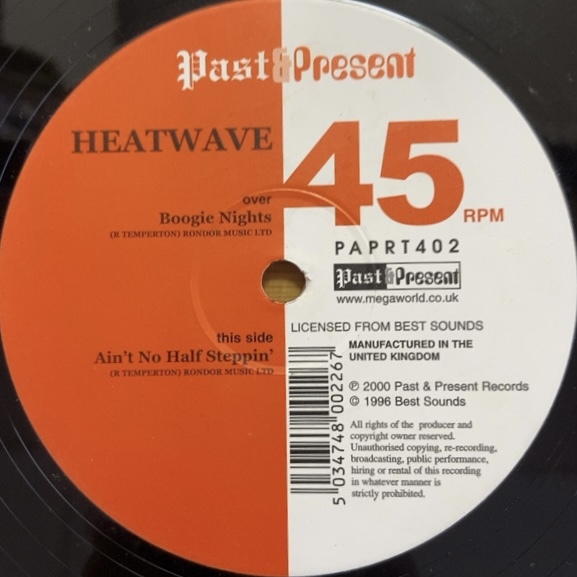 Past&Present
HEATWAVE
45
RPM
over
Boogie Nights
(R TEMPERTON) RONDOR MUSIC LTD
PAPRT402
Past&Present
www.megaworld.co.uk
this side
Ain't No Half Steppin'
(R TEMPERTON) RONDOR MUSIC LTD
LICENSED FROM BEST SOUNDS
MANUFACTURED IN THE
UNITED KINGDOM
℗ 2000 Past & Present Records
© 1996 Best Sounds
All rights of the producer and
copyright owner reserved.
Unauthorised copying, re-recording,
broadcasting, public performance,
hiring or rental of this recording
in whatever manner is
strictly prohibited.
5 034748 002267